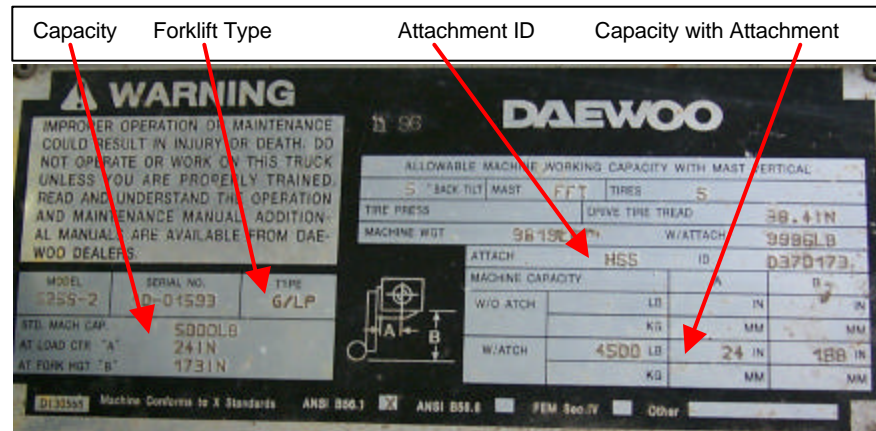 Capacity Forklift Type Attachment ID Capacity with Attachment
WARNING
IMPROPER OPERATION OR MAINTENANCE
COULD RESULT IN INJURY OR DEATH. DO
NOT OPERATE OR WORK ON THIS TRUCK
UNLESS YOU ARE PROPERLY TRAINED.
READ AND UNDERSTAND THE OPERATION
AND MAINTENANCE MANUAL. ADDITION-
AL MANUALS ARE AVAILABLE FROM DAE-
WOO DEALERS.
MODEL SERIAL NO. TYPE
D-01593 G/LP
STD. MACH CAP. 5000LB
AT LOAD CTR "A" 24IN
AT FORK HGT "B" 173IN
96
DAEWOO
ALLOWABLE MACHINE WORKING CAPACITY WITH MAST VERTICAL
5 °BACK TILT MAST FFT TIRES S
TIRE PRESS DRIVE TIRE TREAD 38.4IN
MACHINE WGT W/ATTACH 9996LB
ATTACH HSS ID D370173
MACHINE CAPACITY A B
W/O ATCH LB IN IN
KG MM MM
W/ATCH 4500 LB 24 IN 188 IN
KG MM MM
A
B
Machine Conforms to X Standards ANSI B56.1 X ANSI B56.6 FEM Sec.IV Other